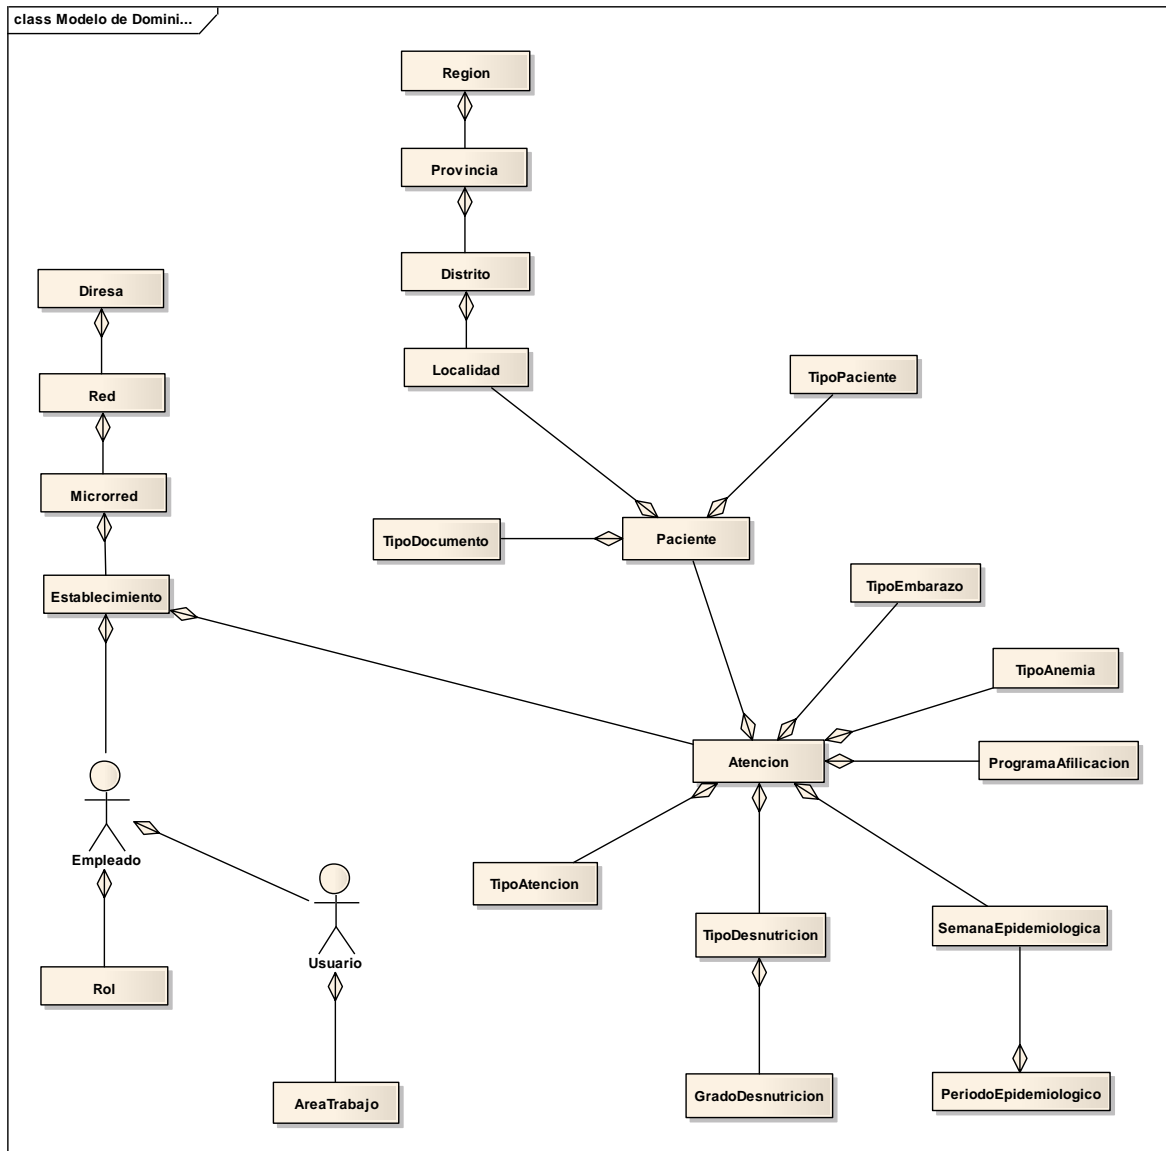 class Modelo de Domini...
Region
Provincia
Distrito
Diresa
Localidad
TipoPaciente
Red
Microrred
TipoDocumento
Paciente
TipoEmbarazo
Establecimiento
TipoAnemia
Atencion
ProgramaAfilicacion
Empleado
TipoAtencion
TipoDesnutricion
SemanaEpidemiologica
Usuario
Rol
AreaTrabajo
GradoDesnutricion
PeriodoEpidemiologico